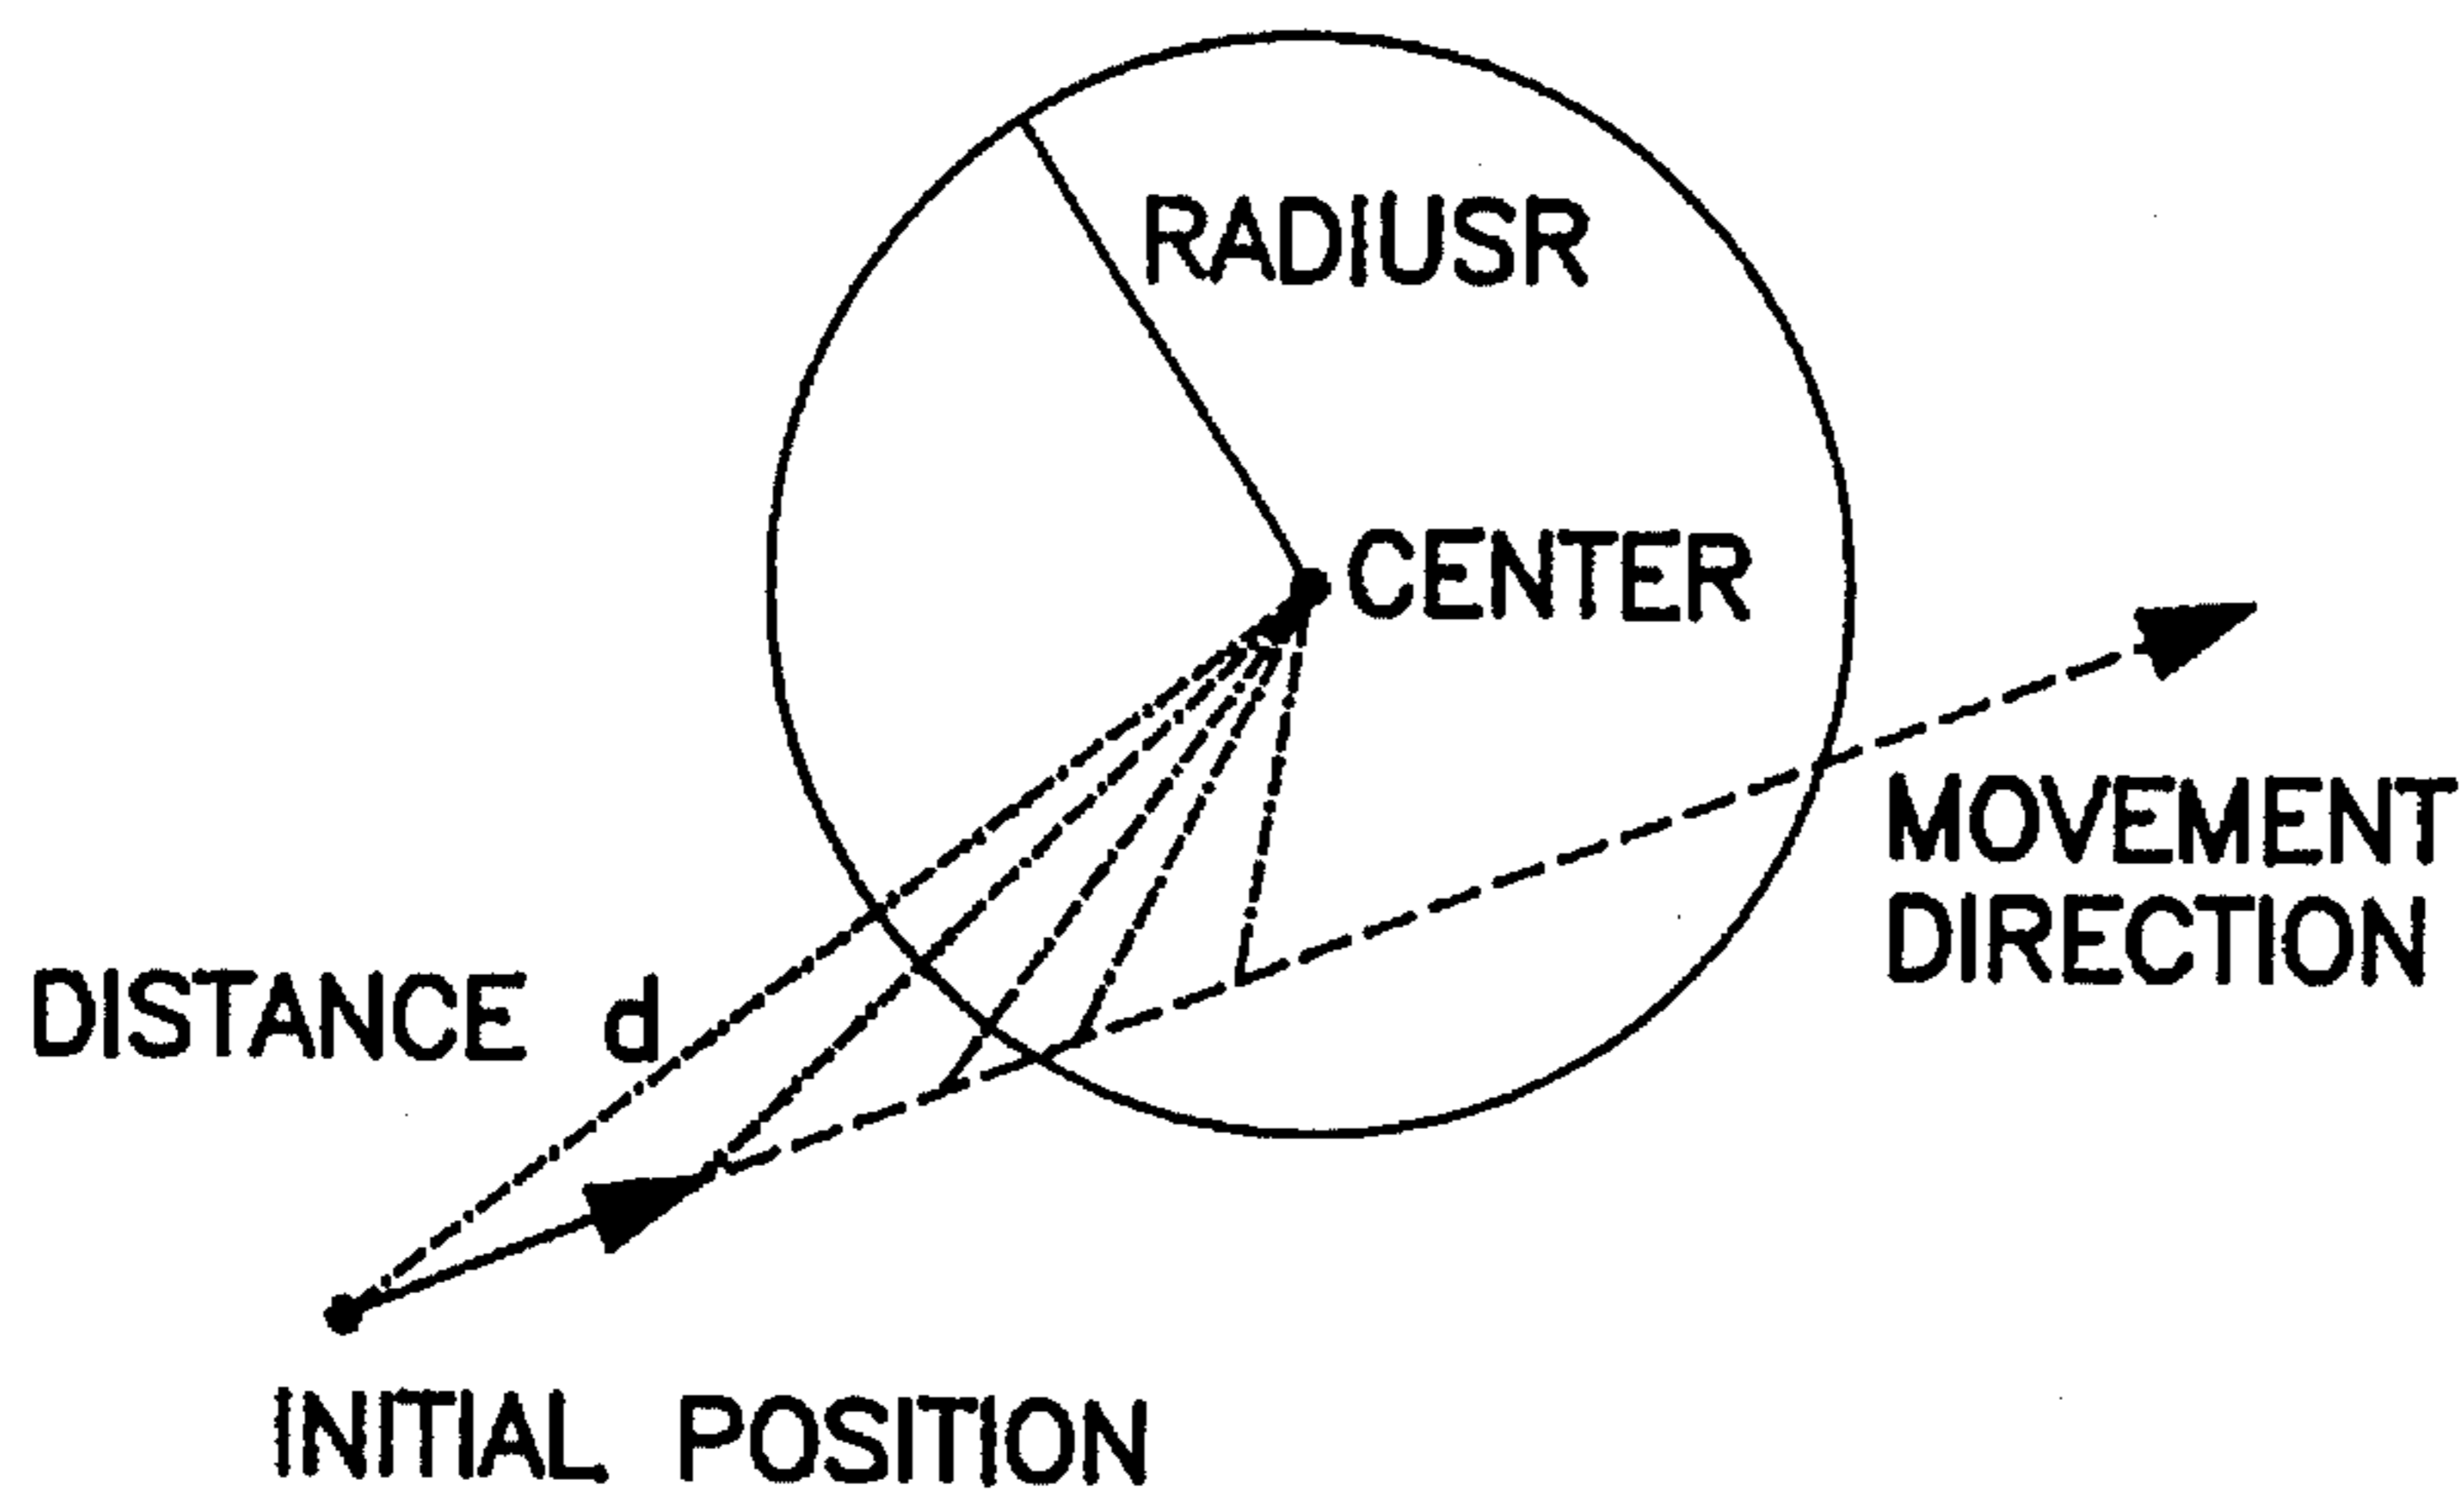 RADIUSR
CENTER
MOVEMENT
DIRECTION
DISTANCE d
INITIAL POSITION